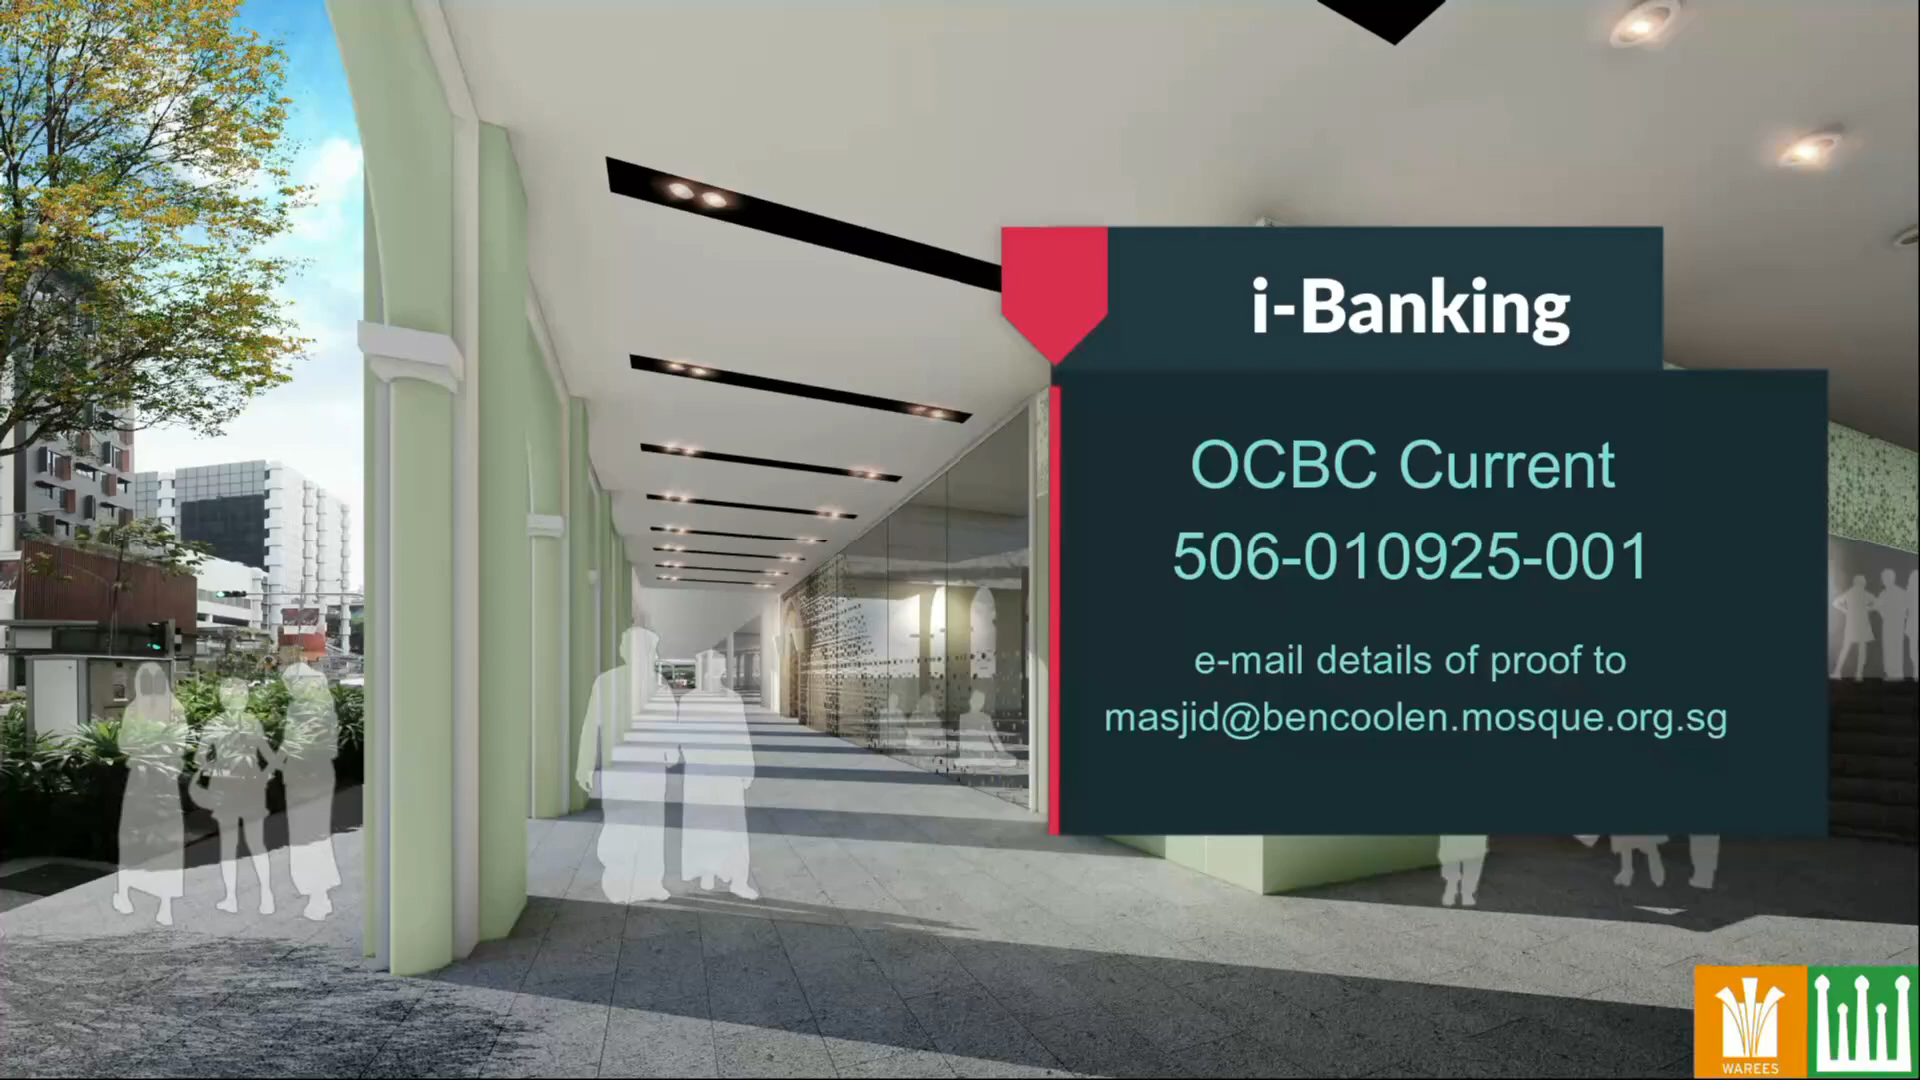 i-Banking
OCBC Current
506-010925-001
e-mail details of proof to
masjid@bencoolen.mosque.org.sg
WAREES